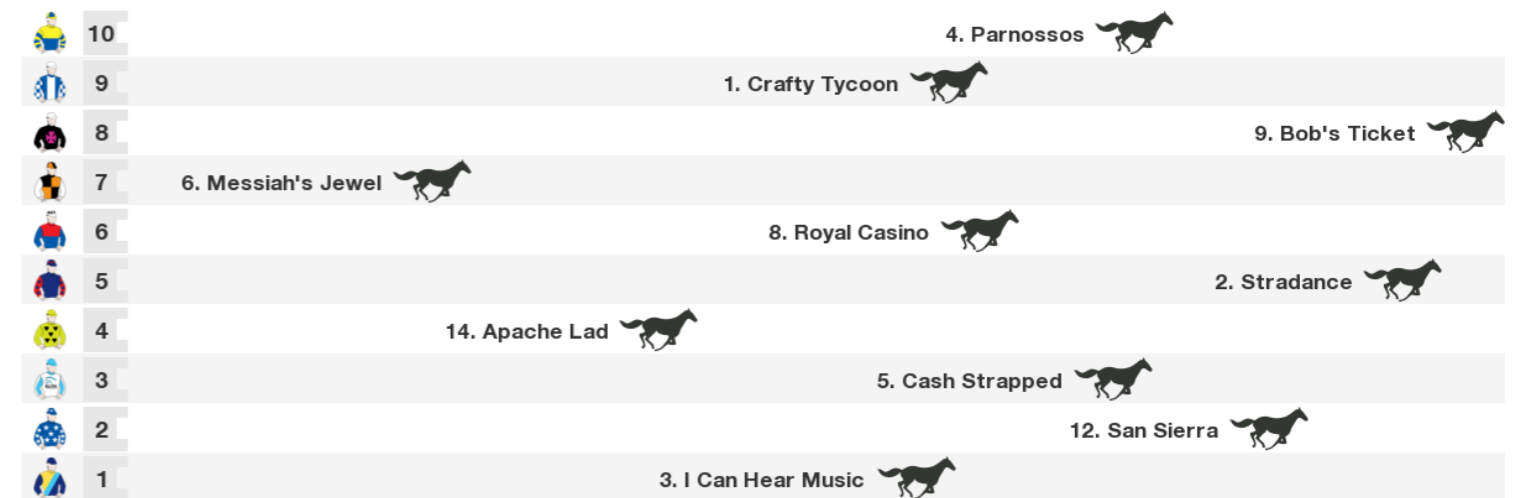 10 4. Parnossos
9 1. Crafty Tycoon
8 9. Bob's Ticket
7 6. Messiah's Jewel
6 8. Royal Casino
5 2. Stradance
4 14. Apache Lad
3 5. Cash Strapped
2 12. San Sierra
1 3. I Can Hear Music